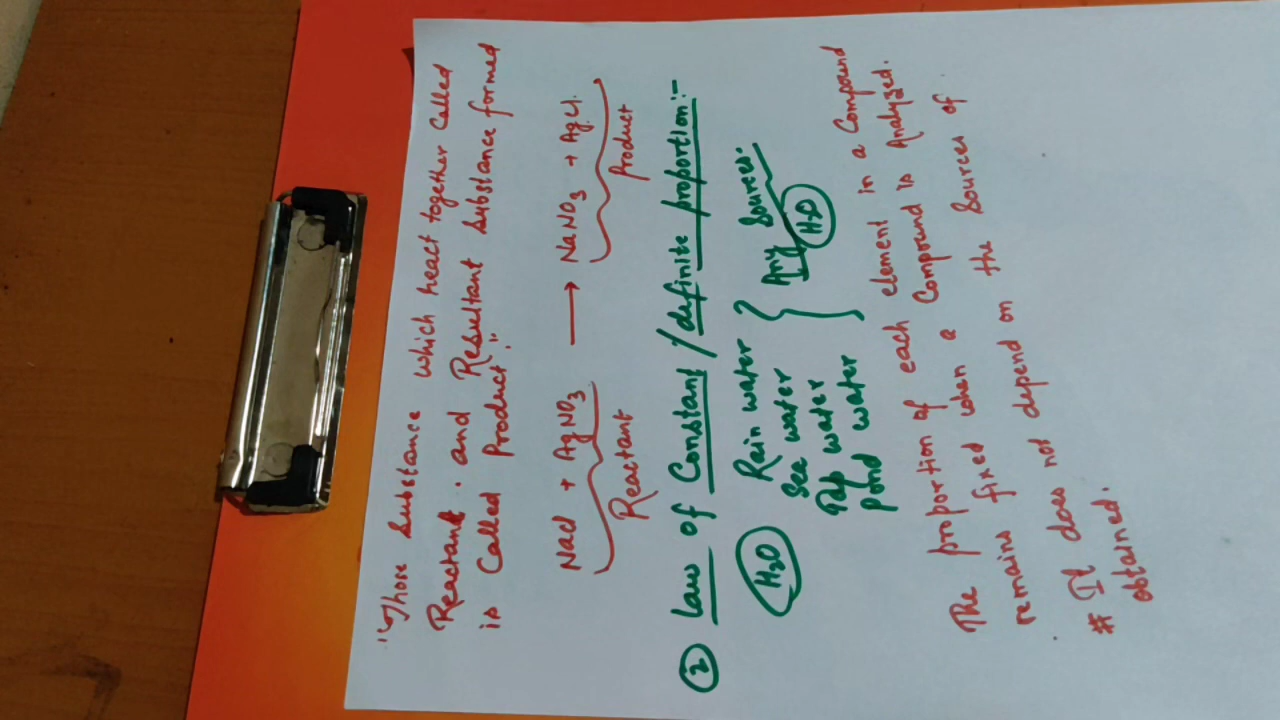 "Those substance which react together called
Reactant. and Resultant substance formed
is Called Product."
Nacl + AgNO3 → NaNO3 + Agcl.
Reactant Product
② Law of Constant / definite proportion:-
H2O Rain water } Any Sources.
See water H2O
Tap water
Pond water
The proportion of each element in a Compound
remains fixed when a Compound is Analyzed.
# It does not depend on the Sources of
obtained.